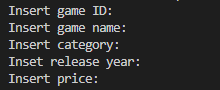 Insert game ID:
Insert game name:
Insert category:
Inset release year:
Insert price: